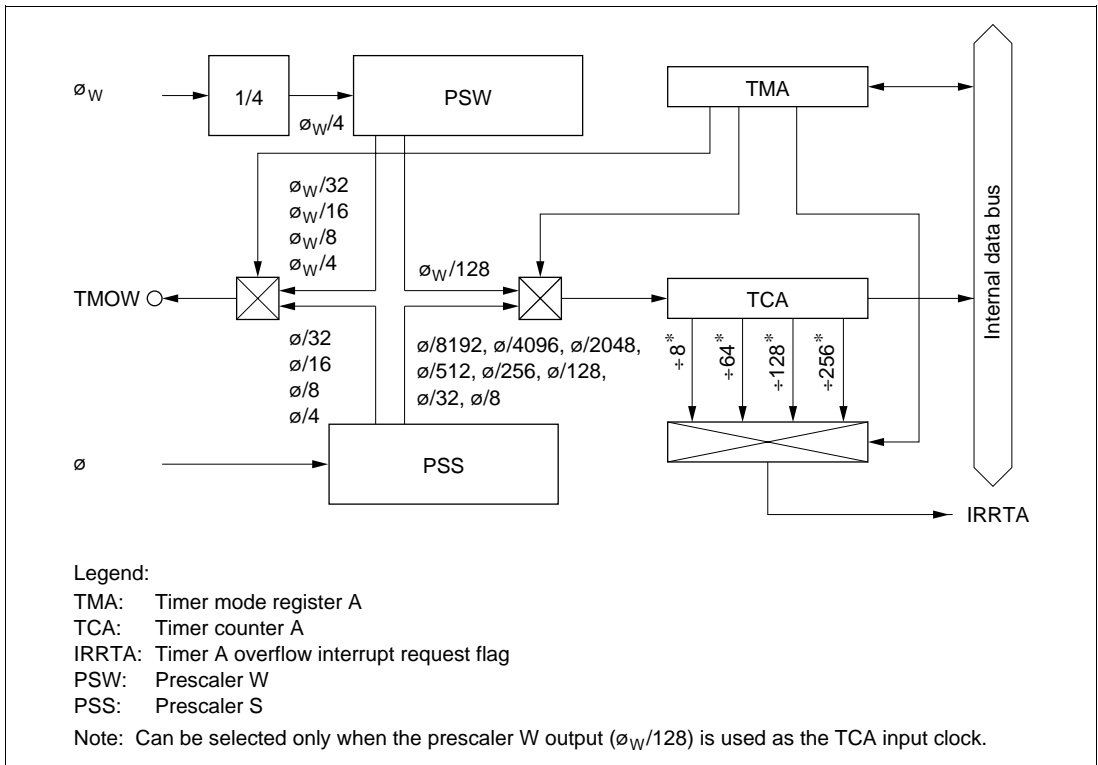 øW
1/4
øW/4
PSW
TMA
Internal data bus
øW/32
øW/16
øW/8
øW/4
øW/128
TMOW
TCA
ø/32
ø/16
ø/8
ø/4
ø/8192, ø/4096, ø/2048,
ø/512, ø/256, ø/128,
ø/32, ø/8
÷8*
÷64*
÷128*
÷256*
ø
PSS
IRRTA
Legend:
TMA: Timer mode register A
TCA: Timer counter A
IRRTA: Timer A overflow interrupt request flag
PSW: Prescaler W
PSS: Prescaler S
Note: Can be selected only when the prescaler W output (øW/128) is used as the TCA input clock.